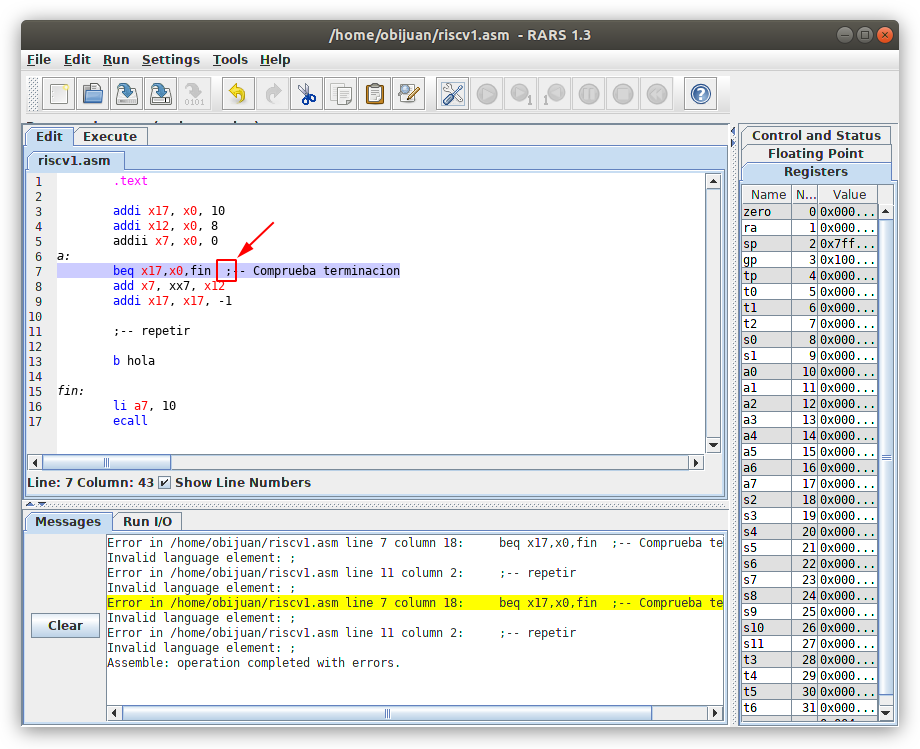 /home/obijuan/riscv1.asm - RARS 1.3
File Edit Run Settings Tools Help
Edit Execute
riscv1.asm
1 .text
2
3 addi x17, x0, 10
4 addi x12, x0, 8
5 addii x7, x0, 0
6 a:
7 beq x17,x0,fin ;-- Comprueba terminacion
8 add x7, xx7, x12
9 addi x17, x17, -1
10
11 ;-- repetir
12
13 b hola
14
15 fin:
16 li a7, 10
17 ecall
Line: 7 Column: 43 Show Line Numbers
Messages Run I/O
Clear
Error in /home/obijuan/riscv1.asm line 7 column 18: beq x17,x0,fin ;-- Comprueba te
Invalid language element: ;
Error in /home/obijuan/riscv1.asm line 11 column 2: ;-- repetir
Invalid language element: ;
Error in /home/obijuan/riscv1.asm line 7 column 18: beq x17,x0,fin ;-- Comprueba te
Invalid language element: ;
Error in /home/obijuan/riscv1.asm line 11 column 2: ;-- repetir
Invalid language element: ;
Assemble: operation completed with errors.
Control and Status
Floating Point
Registers
Name N... Value
zero 0 0x000...
ra 1 0x000...
sp 2 0x7ff...
gp 3 0x100...
tp 4 0x000...
t0 5 0x000...
t1 6 0x000...
t2 7 0x000...
s0 8 0x000...
s1 9 0x000...
a0 10 0x000...
a1 11 0x000...
a2 12 0x000...
a3 13 0x000...
a4 14 0x000...
a5 15 0x000...
a6 16 0x000...
a7 17 0x000...
s2 18 0x000...
s3 19 0x000...
s4 20 0x000...
s5 21 0x000...
s6 22 0x000...
s7 23 0x000...
s8 24 0x000...
s9 25 0x000...
s10 26 0x000...
s11 27 0x000...
t3 28 0x000...
t4 29 0x000...
t5 30 0x000...
t6 31 0x000...